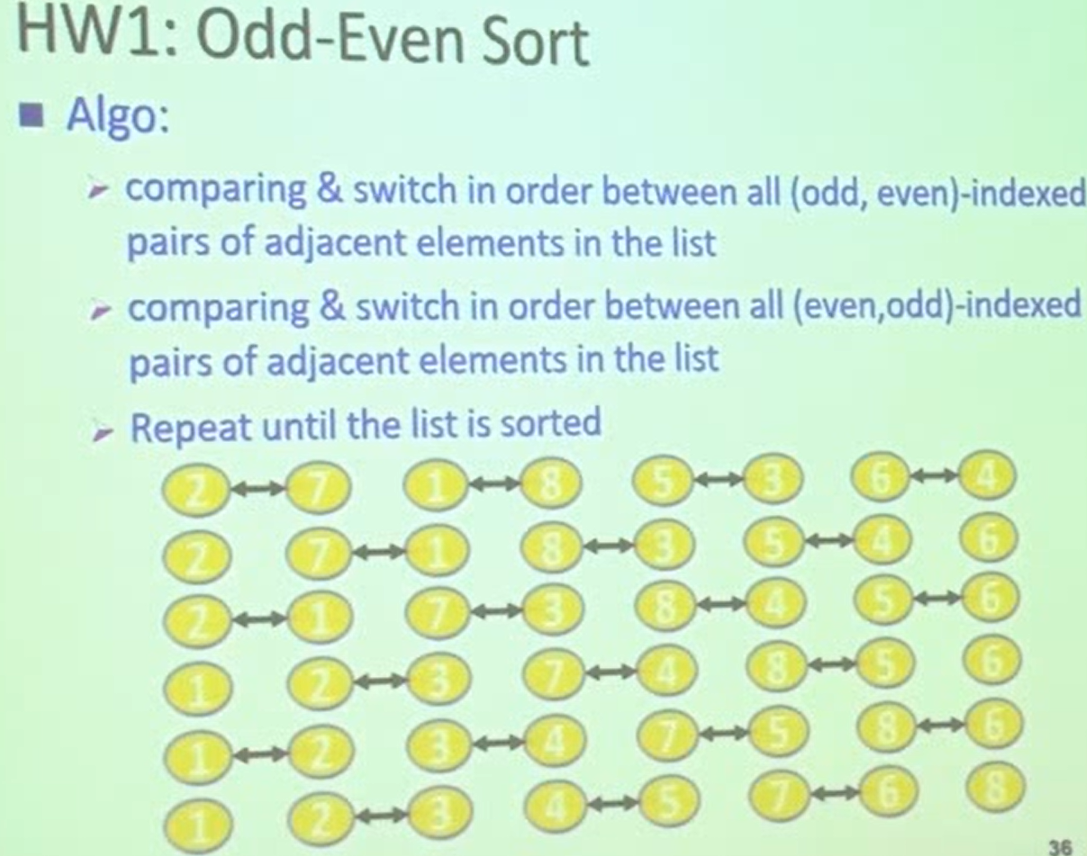 HW1: Odd-Even Sort
Algo:
comparing & switch in order between all (odd, even)-indexed
pairs of adjacent elements in the list
comparing & switch in order between all (even,odd)-indexed
pairs of adjacent elements in the list
Repeat until the list is sorted
2 7 1 8 5 3 6 4
2 7 1 8 3 5 4 6
2 1 7 3 8 4 5 6
1 2 3 7 4 8 5 6
1 2 3 4 7 5 8 6
1 2 3 4 5 7 6 8
36